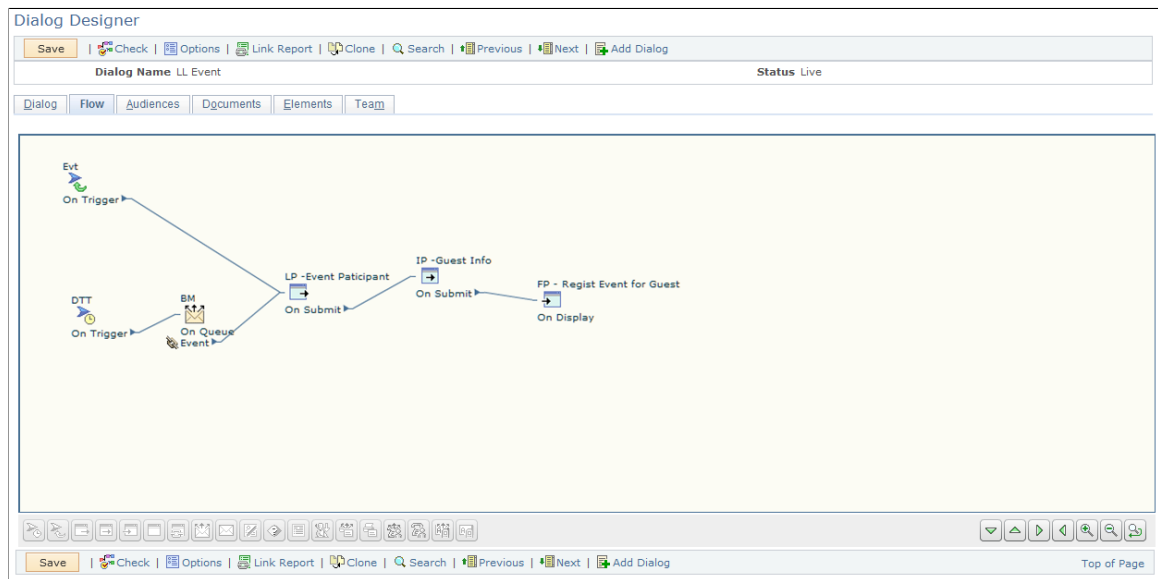 Dialog Designer
Save | Check | Options | Link Report | Clone | Search | Previous | Next | Add Dialog
Dialog Name LL Event Status Live
Dialog Flow Audiences Documents Elements Team
Evt
On Trigger
IP -Guest Info
LP -Event Paticipant
On Submit
FP - Regist Event for Guest
DTT
BM
On Submit
On Display
On Trigger
On Queue
Event
Save | Check | Options | Link Report | Clone | Search | Previous | Next | Add Dialog Top of Page